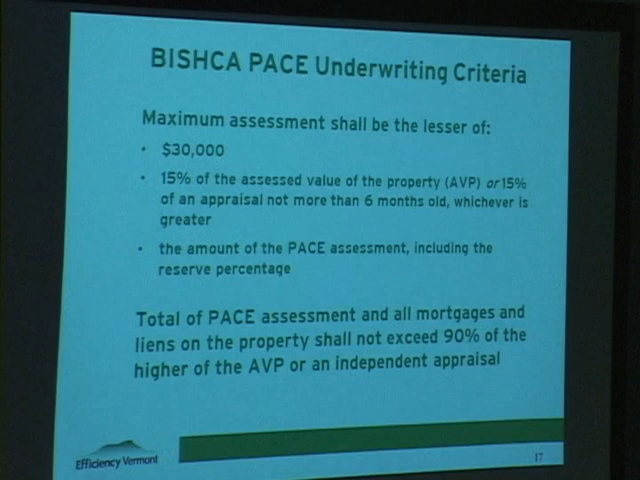 BISHCA PACE Underwriting Criteria
Maximum assessment shall be the lesser of:
• $30,000
• 15% of the assessed value of the property (AVP) or 15%
of an appraisal not more than 6 months old, whichever is
greater
• the amount of the PACE assessment, including the
reserve percentage
Total of PACE assessment and all mortgages and
liens on the property shall not exceed 90% of the
higher of the AVP or an independent appraisal
Efficiency Vermont
17